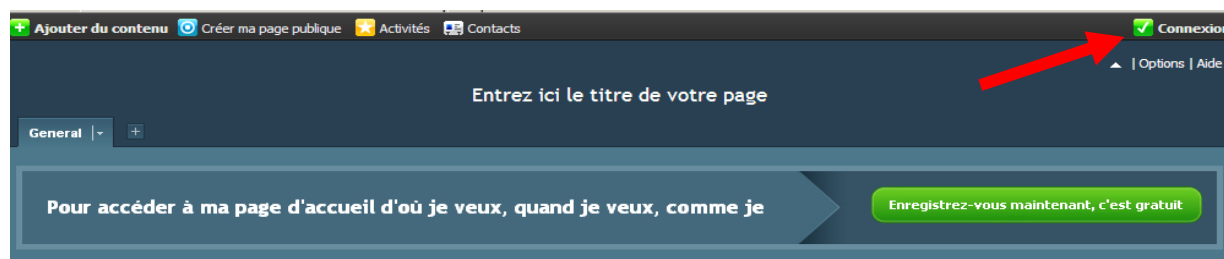 Ajouter du contenu Créer ma page publique Activités Contacts Connexion
| Options | Aide
Entrez ici le titre de votre page
General
Pour accéder à ma page d'accueil d'où je veux, quand je veux, comme je
Enregistrez-vous maintenant, c'est gratuit